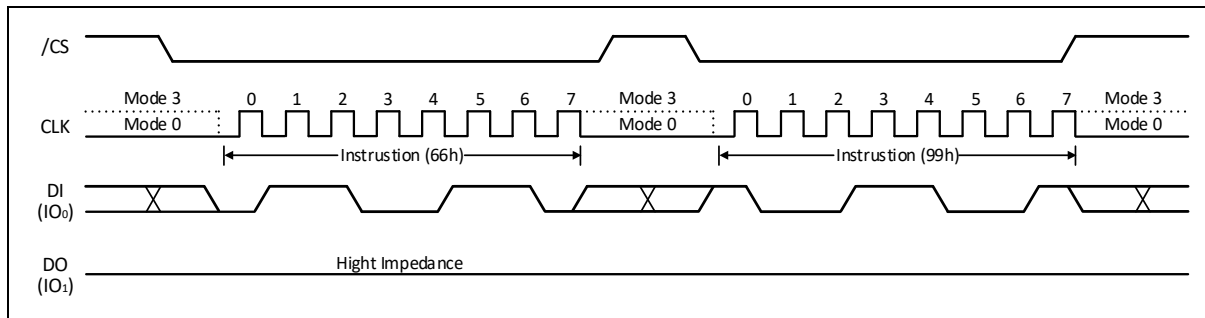 /CS
Mode 3 0 1 2 3 4 5 6 7 Mode 3 0 1 2 3 4 5 6 7 Mode 3
CLK Mode 0 Mode 0 Mode 0
Instrustion (66h) Instrustion (99h)
DI
(IO₀)
DO Hight Impedance
(IO₁)